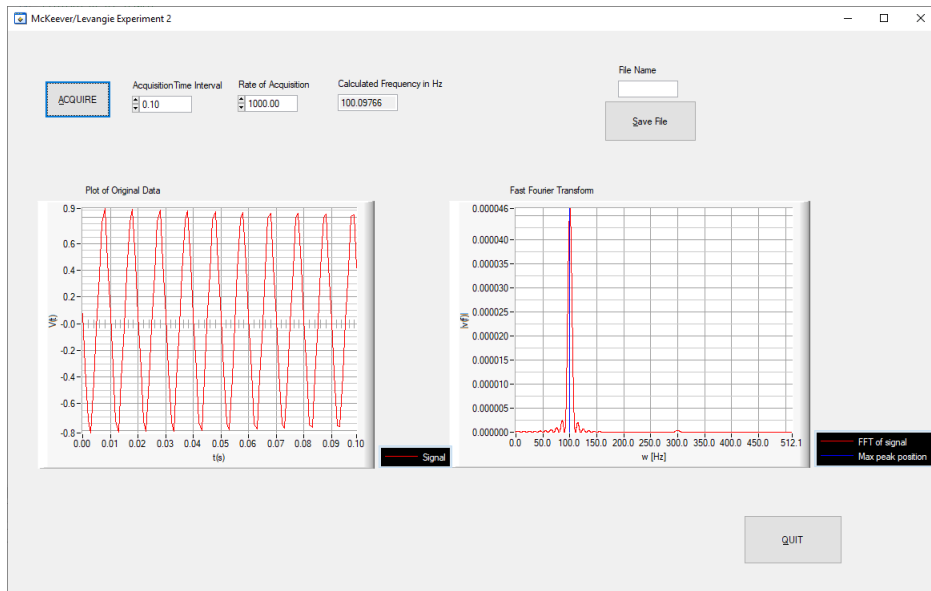 McKeever/Levangie Experiment 2
File Name
Acquisition Time Interval
Rate of Acquisition
Calculated Frequency in Hz
ACQUIRE
0.10
1000.00
100.09766
Save File
Plot of Original Data
0.9
0.6
0.4
0.2
-0.0
-0.2
-0.4
-0.6
-0.8
V(t)
0.00 0.01 0.02 0.03 0.04 0.05 0.06 0.07 0.08 0.09 0.10
t(s)
Signal
Fast Fourier Transform
0.000046
0.000040
0.000035
0.000030
0.000025
0.000020
0.000015
0.000010
0.000005
0.000000
|v(f)|
0.0 50.0 100.0 150.0 200.0 250.0 300.0 350.0 400.0 450.0 512.1
w [Hz]
FFT of signal
Max peak position
QUIT